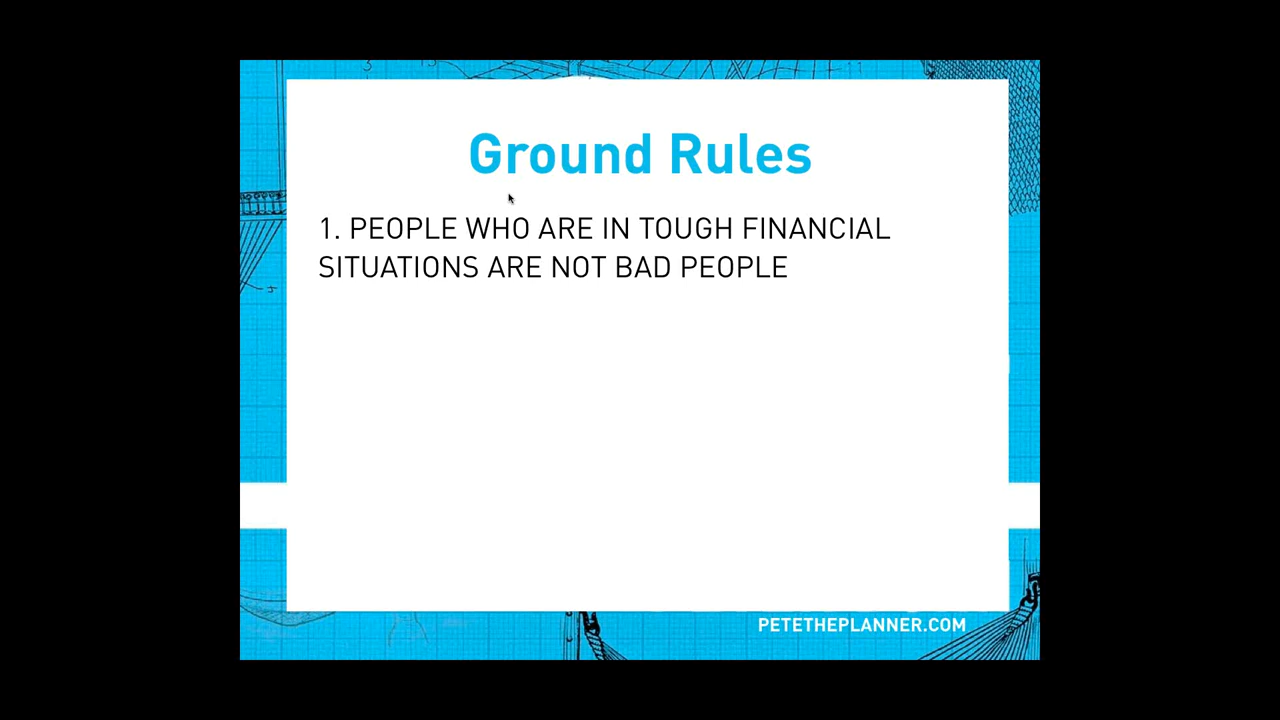 Ground Rules
1. PEOPLE WHO ARE IN TOUGH FINANCIAL
SITUATIONS ARE NOT BAD PEOPLE
PETETHEPLANNER.COM